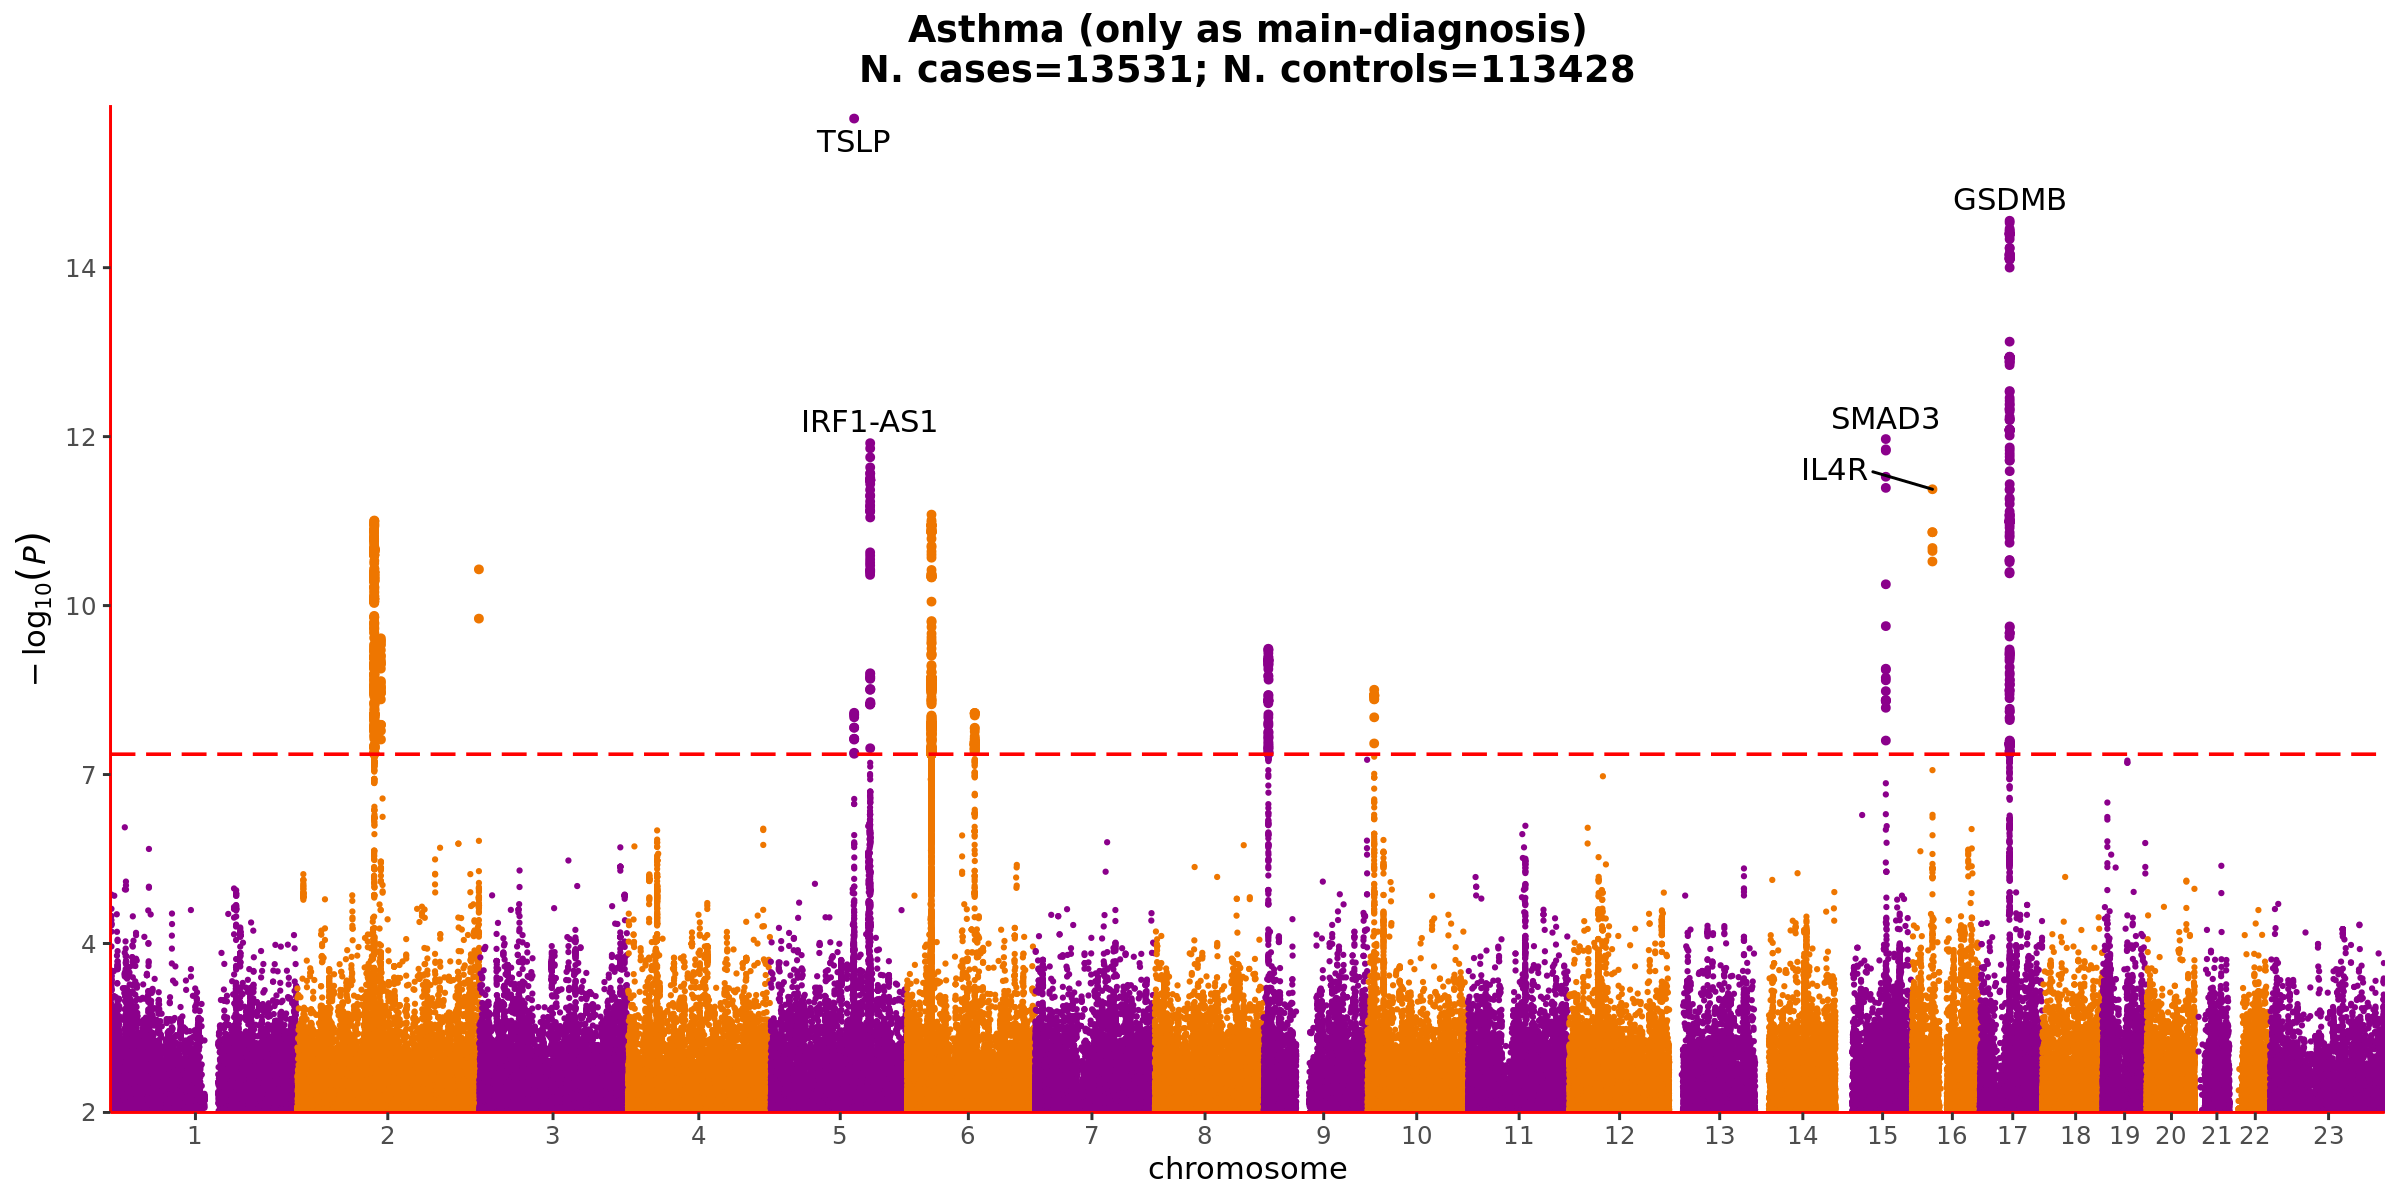 Asthma (only as main-diagnosis)
N. cases=13531; N. controls=113428
TSLP
GSDMB
14
IRF1-AS1
SMAD3
12
IL4R
10
−log₁₀(P)
7
4
2
1 2 3 4 5 6 7 8 9 10 11 12 13 14 15 16 17 18 19 20 21 22 23
chromosome